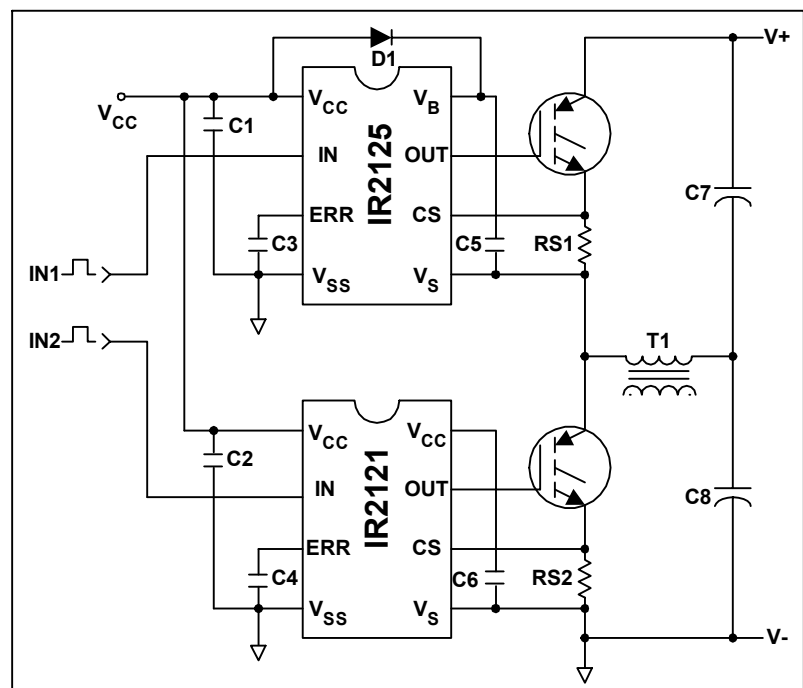 V+
D1
VCC
C1
VCC
VB
IN
OUT
IR2125
C7
ERR
CS
C3
C5
RS1
IN1
VSS
VS
IN2
T1
VCC
VCC
C2
IN
OUT
IR2121
C8
ERR
CS
C4
C6
RS2
VSS
VS
V-